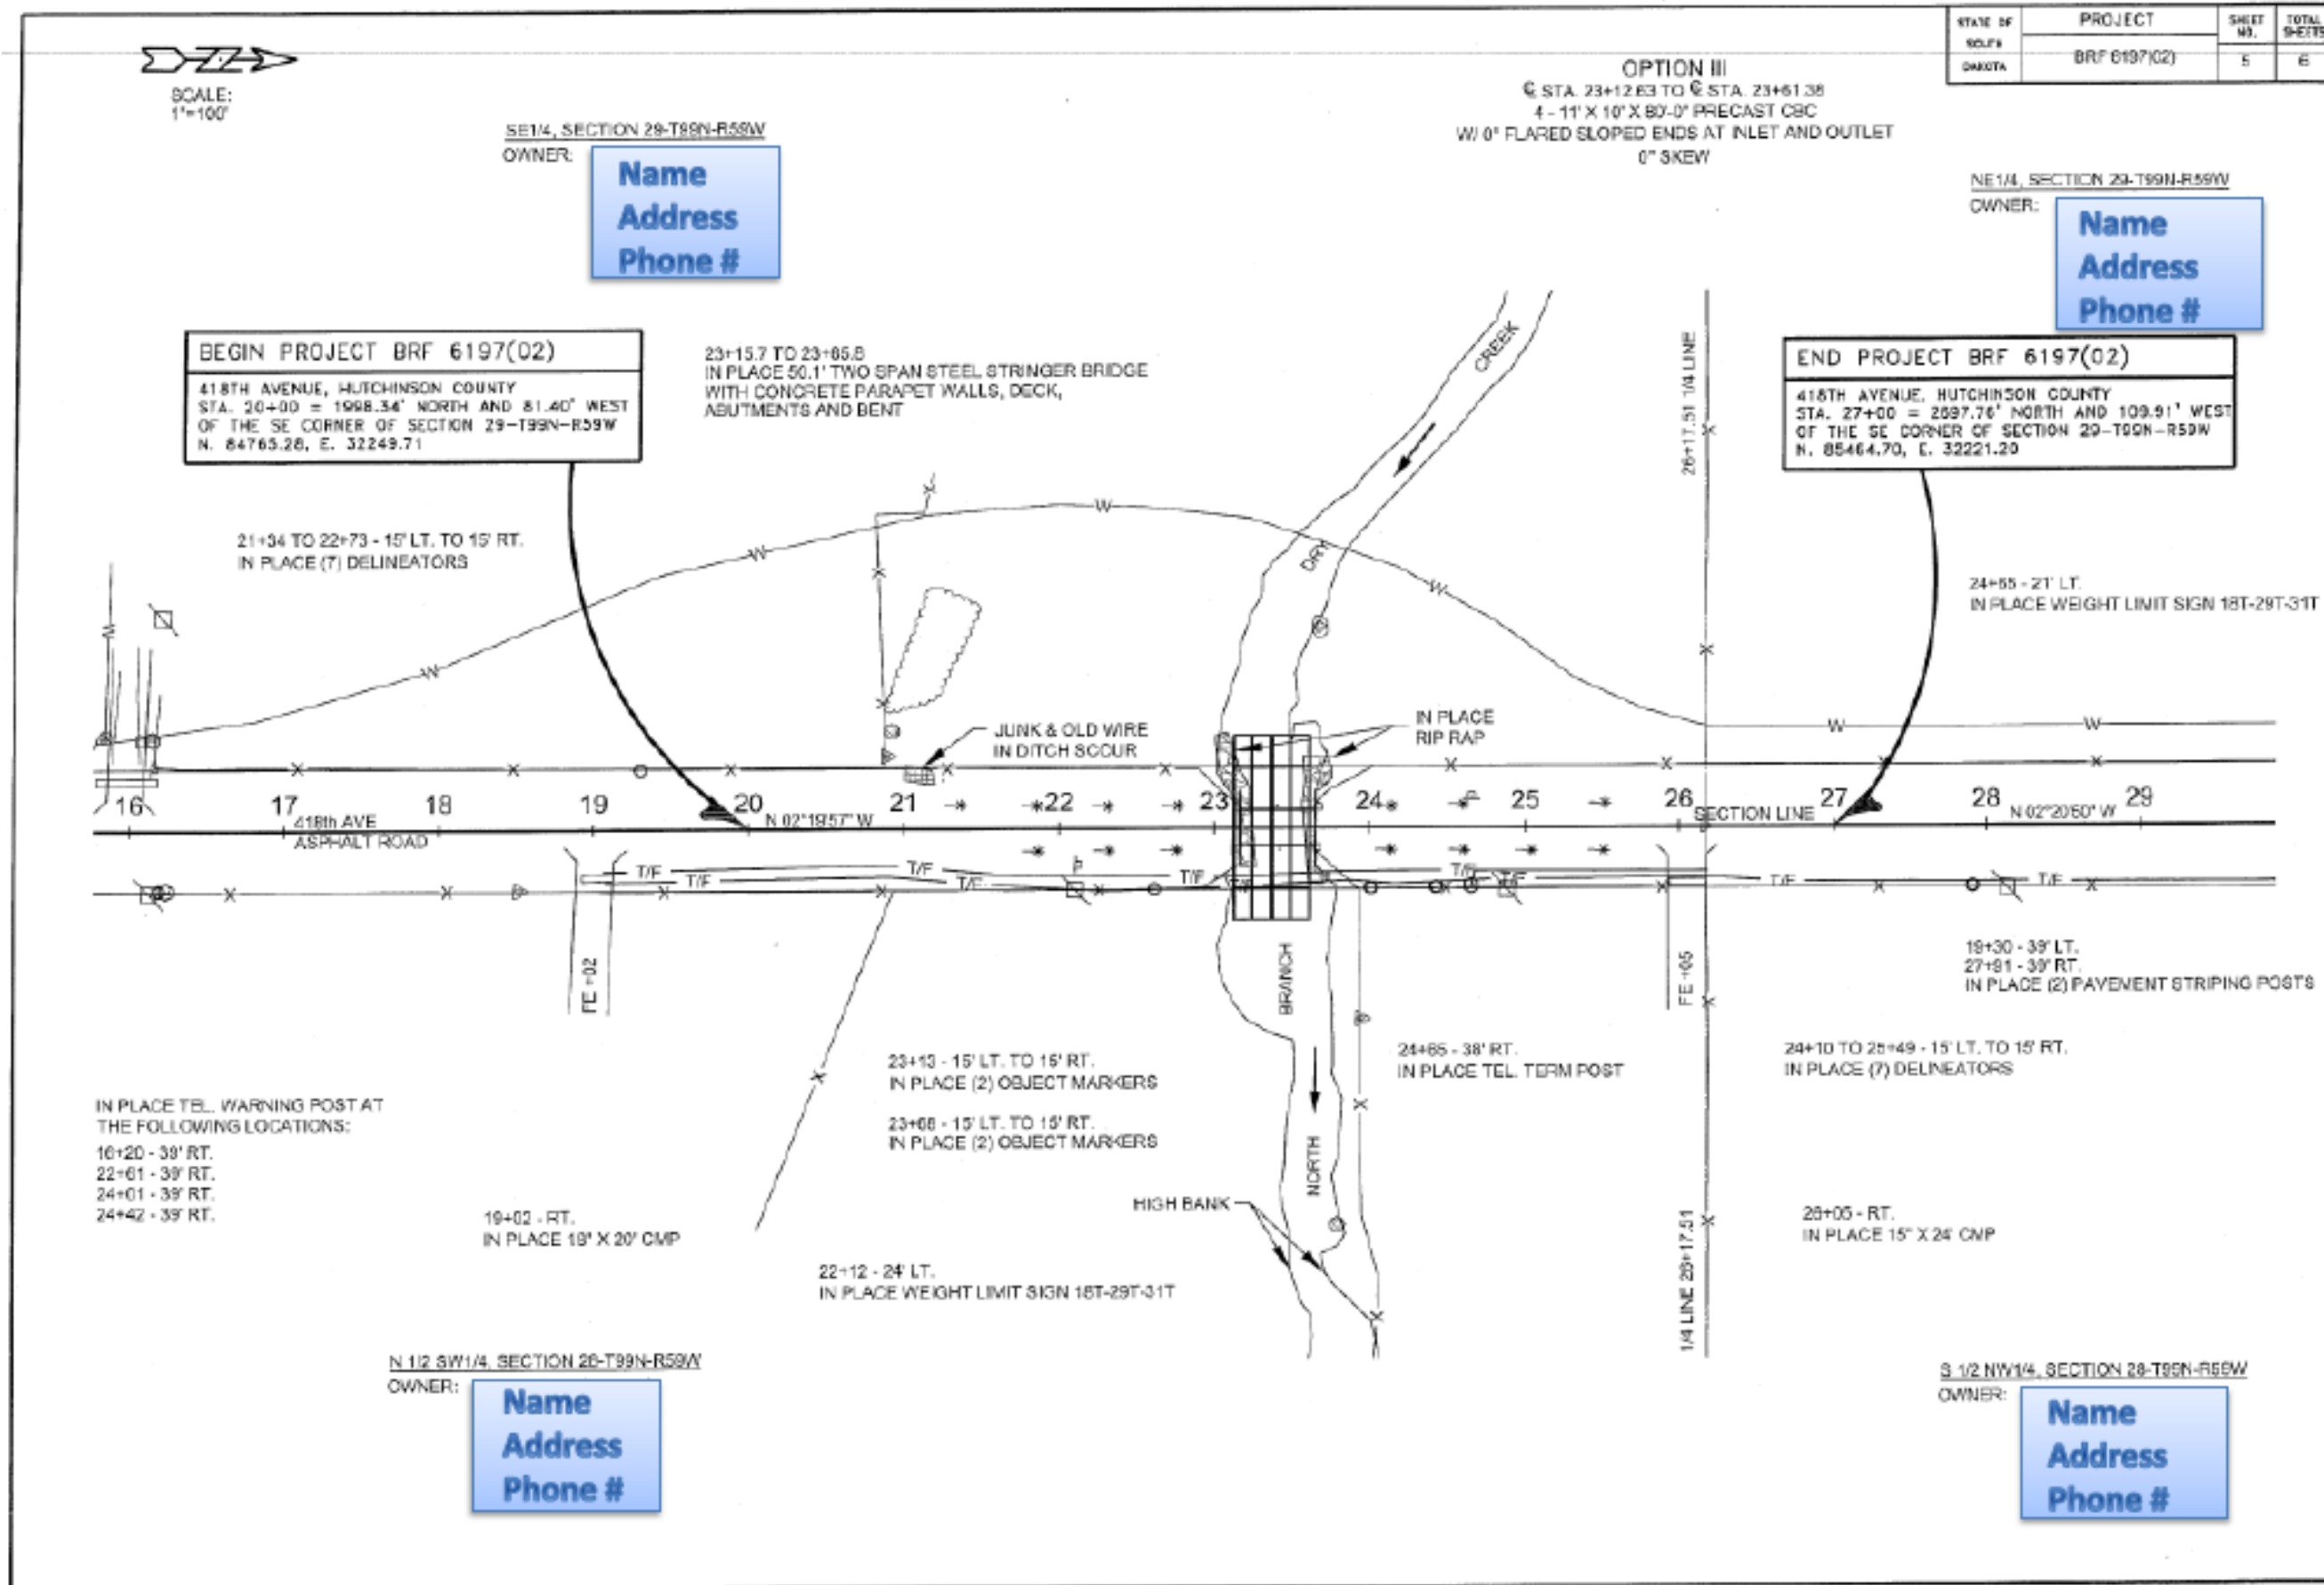 STATE OF
SOUTH
DAKOTA
PROJECT
BRF 6197(02)
SHEET
NO.
5
TOTAL
SHEETS
6
SCALE:
1"=100'
OPTION III
℄ STA. 23+12.63 TO ℄ STA. 23+61.38
4 - 11' X 10' X 80'-0" PRECAST CBC
W/ 0° FLARED SLOPED ENDS AT INLET AND OUTLET
0° SKEW
SE1/4, SECTION 29-T99N-R59W
OWNER:
Name
Address
Phone #
NE1/4, SECTION 29-T99N-R59W
OWNER:
Name
Address
Phone #
BEGIN PROJECT BRF 6197(02)
418TH AVENUE, HUTCHINSON COUNTY
STA. 20+00 = 1998.34' NORTH AND 81.40' WEST
OF THE SE CORNER OF SECTION 29-T99N-R59W
N. 84765.28, E. 32249.71
23+15.7 TO 23+65.8
IN PLACE 50.1' TWO SPAN STEEL STRINGER BRIDGE
WITH CONCRETE PARAPET WALLS, DECK,
ABUTMENTS AND BENT
CREEK
26+17.51 1/4 LINE
END PROJECT BRF 6197(02)
418TH AVENUE, HUTCHINSON COUNTY
STA. 27+00 = 2697.76' NORTH AND 109.91' WEST
OF THE SE CORNER OF SECTION 29-T99N-R59W
N. 85464.70, E. 32221.20
21+34 TO 22+73 - 15' LT. TO 15' RT.
IN PLACE (7) DELINEATORS
DRY
24+65 - 21' LT.
IN PLACE WEIGHT LIMIT SIGN 18T-29T-31T
W W W W W W W
JUNK & OLD WIRE
IN DITCH SCOUR
IN PLACE
RIP RAP
16 17 18 19 20 21 22 23 24 25 26 27 28 29
418th AVE
ASPHALT ROAD
N 02°19'57" W
SECTION LINE
N 02°20'50" W
T/F T/F T/F T/F T/F T/F T/F T/F T/F
FE +02
BRANCH
FE +05
19+30 - 39' LT.
27+91 - 39' RT.
IN PLACE (2) PAVEMENT STRIPING POSTS
23+13 - 15' LT. TO 15' RT.
IN PLACE (2) OBJECT MARKERS
24+65 - 38' RT.
IN PLACE TEL. TERM POST
24+10 TO 25+49 - 15' LT. TO 15' RT.
IN PLACE (7) DELINEATORS
IN PLACE TEL. WARNING POST AT
THE FOLLOWING LOCATIONS:
16+20 - 39' RT.
22+61 - 39' RT.
24+01 - 39' RT.
24+42 - 39' RT.
23+68 - 15' LT. TO 15' RT.
IN PLACE (2) OBJECT MARKERS
NORTH
HIGH BANK
19+02 - RT.
IN PLACE 18" X 20' CMP
26+05 - RT.
IN PLACE 15" X 24' CMP
22+12 - 24' LT.
IN PLACE WEIGHT LIMIT SIGN 18T-29T-31T
1/4 LINE 26+17.51
N 1/2 SW1/4, SECTION 28-T99N-R59W
OWNER:
Name
Address
Phone #
S 1/2 NW1/4, SECTION 28-T99N-R59W
OWNER:
Name
Address
Phone #